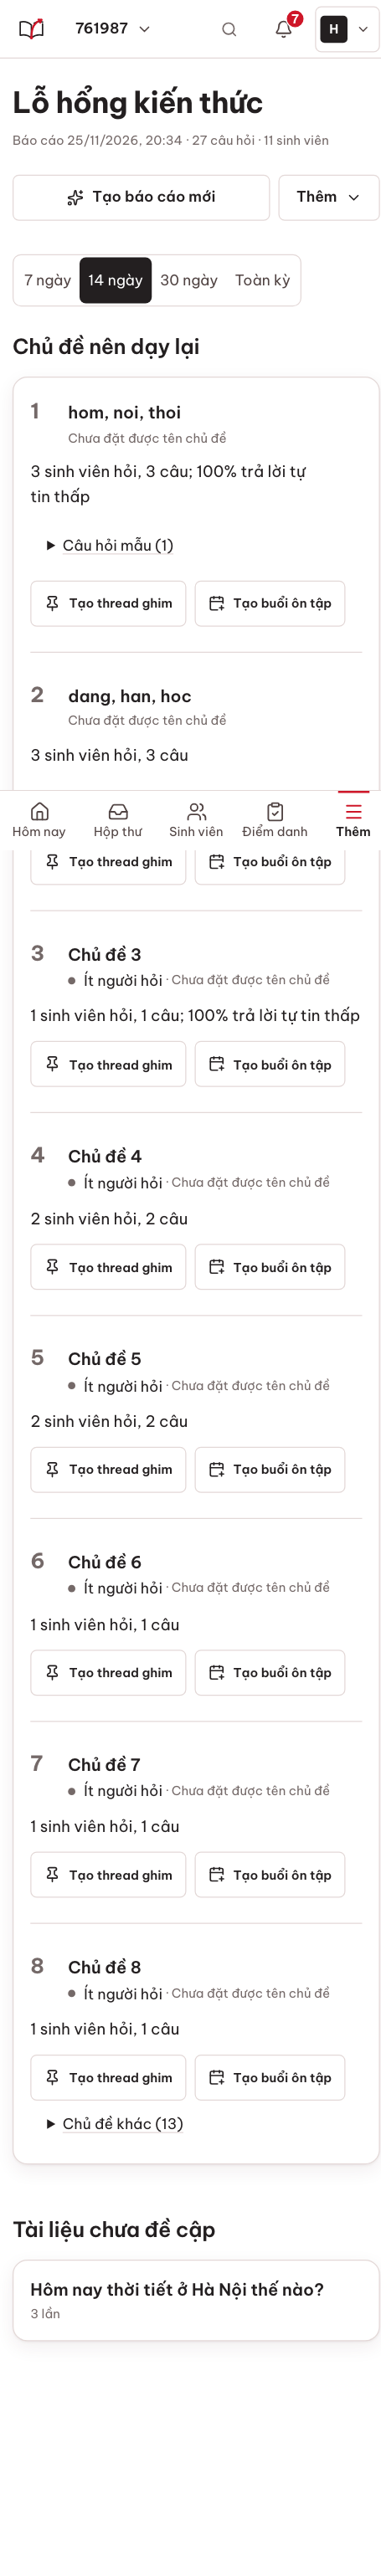 761987
7
H
Lỗ hổng kiến thức
Báo cáo 25/11/2026, 20:34 · 27 câu hỏi · 11 sinh viên
Tạo báo cáo mới
Thêm
7 ngày
14 ngày
30 ngày
Toàn kỳ
Chủ đề nên dạy lại
1
hom, noi, thoi
Chưa đặt được tên chủ đề
3 sinh viên hỏi, 3 câu; 100% trả lời tự
tin thấp
Câu hỏi mẫu (1)
Tạo thread ghim
Tạo buổi ôn tập
2
dang, han, hoc
Chưa đặt được tên chủ đề
3 sinh viên hỏi, 3 câu
Hôm nay
Hộp thư
Sinh viên
Điểm danh
Thêm
Tạo thread ghim
Tạo buổi ôn tập
3
Chủ đề 3
Ít người hỏi · Chưa đặt được tên chủ đề
1 sinh viên hỏi, 1 câu; 100% trả lời tự tin thấp
Tạo thread ghim
Tạo buổi ôn tập
4
Chủ đề 4
Ít người hỏi · Chưa đặt được tên chủ đề
2 sinh viên hỏi, 2 câu
Tạo thread ghim
Tạo buổi ôn tập
5
Chủ đề 5
Ít người hỏi · Chưa đặt được tên chủ đề
2 sinh viên hỏi, 2 câu
Tạo thread ghim
Tạo buổi ôn tập
6
Chủ đề 6
Ít người hỏi · Chưa đặt được tên chủ đề
1 sinh viên hỏi, 1 câu
Tạo thread ghim
Tạo buổi ôn tập
7
Chủ đề 7
Ít người hỏi · Chưa đặt được tên chủ đề
1 sinh viên hỏi, 1 câu
Tạo thread ghim
Tạo buổi ôn tập
8
Chủ đề 8
Ít người hỏi · Chưa đặt được tên chủ đề
1 sinh viên hỏi, 1 câu
Tạo thread ghim
Tạo buổi ôn tập
Chủ đề khác (13)
Tài liệu chưa đề cập
Hôm nay thời tiết ở Hà Nội thế nào?
3 lần